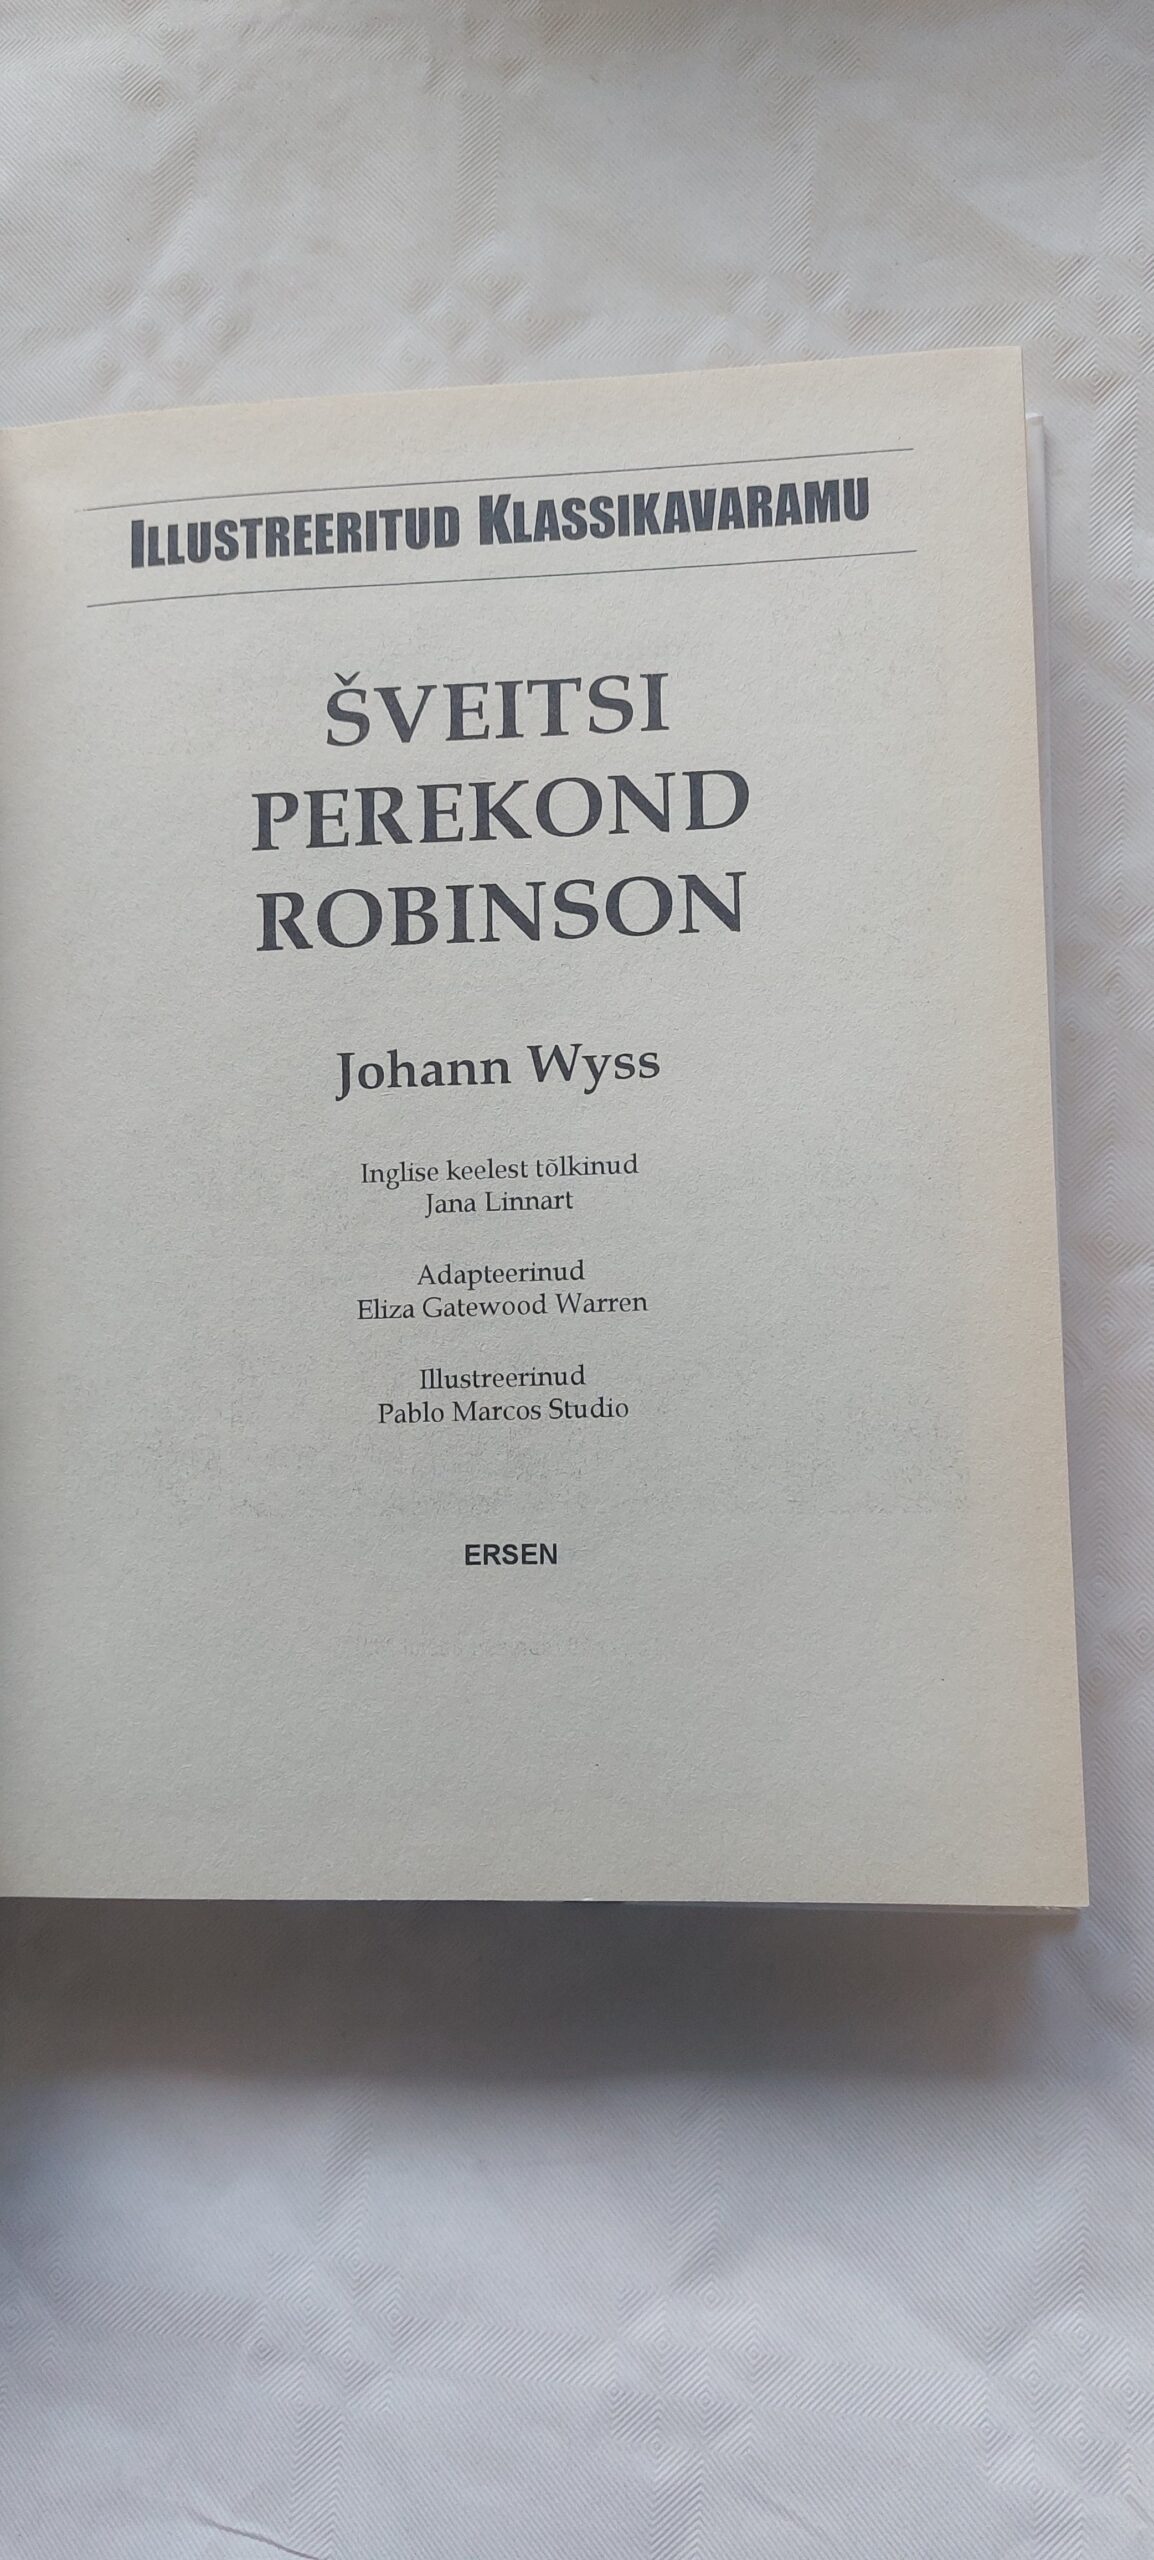 ILLUSTREERITUD KLASSIKAVARAMU
ŠVEITSI
PEREKOND
ROBINSON
Johann Wyss
Inglise keelest tõlkinud
Jana Linnart
Adapteerinud
Eliza Gatewood Warren
Illustreerinud
Pablo Marcos Studio
ERSEN